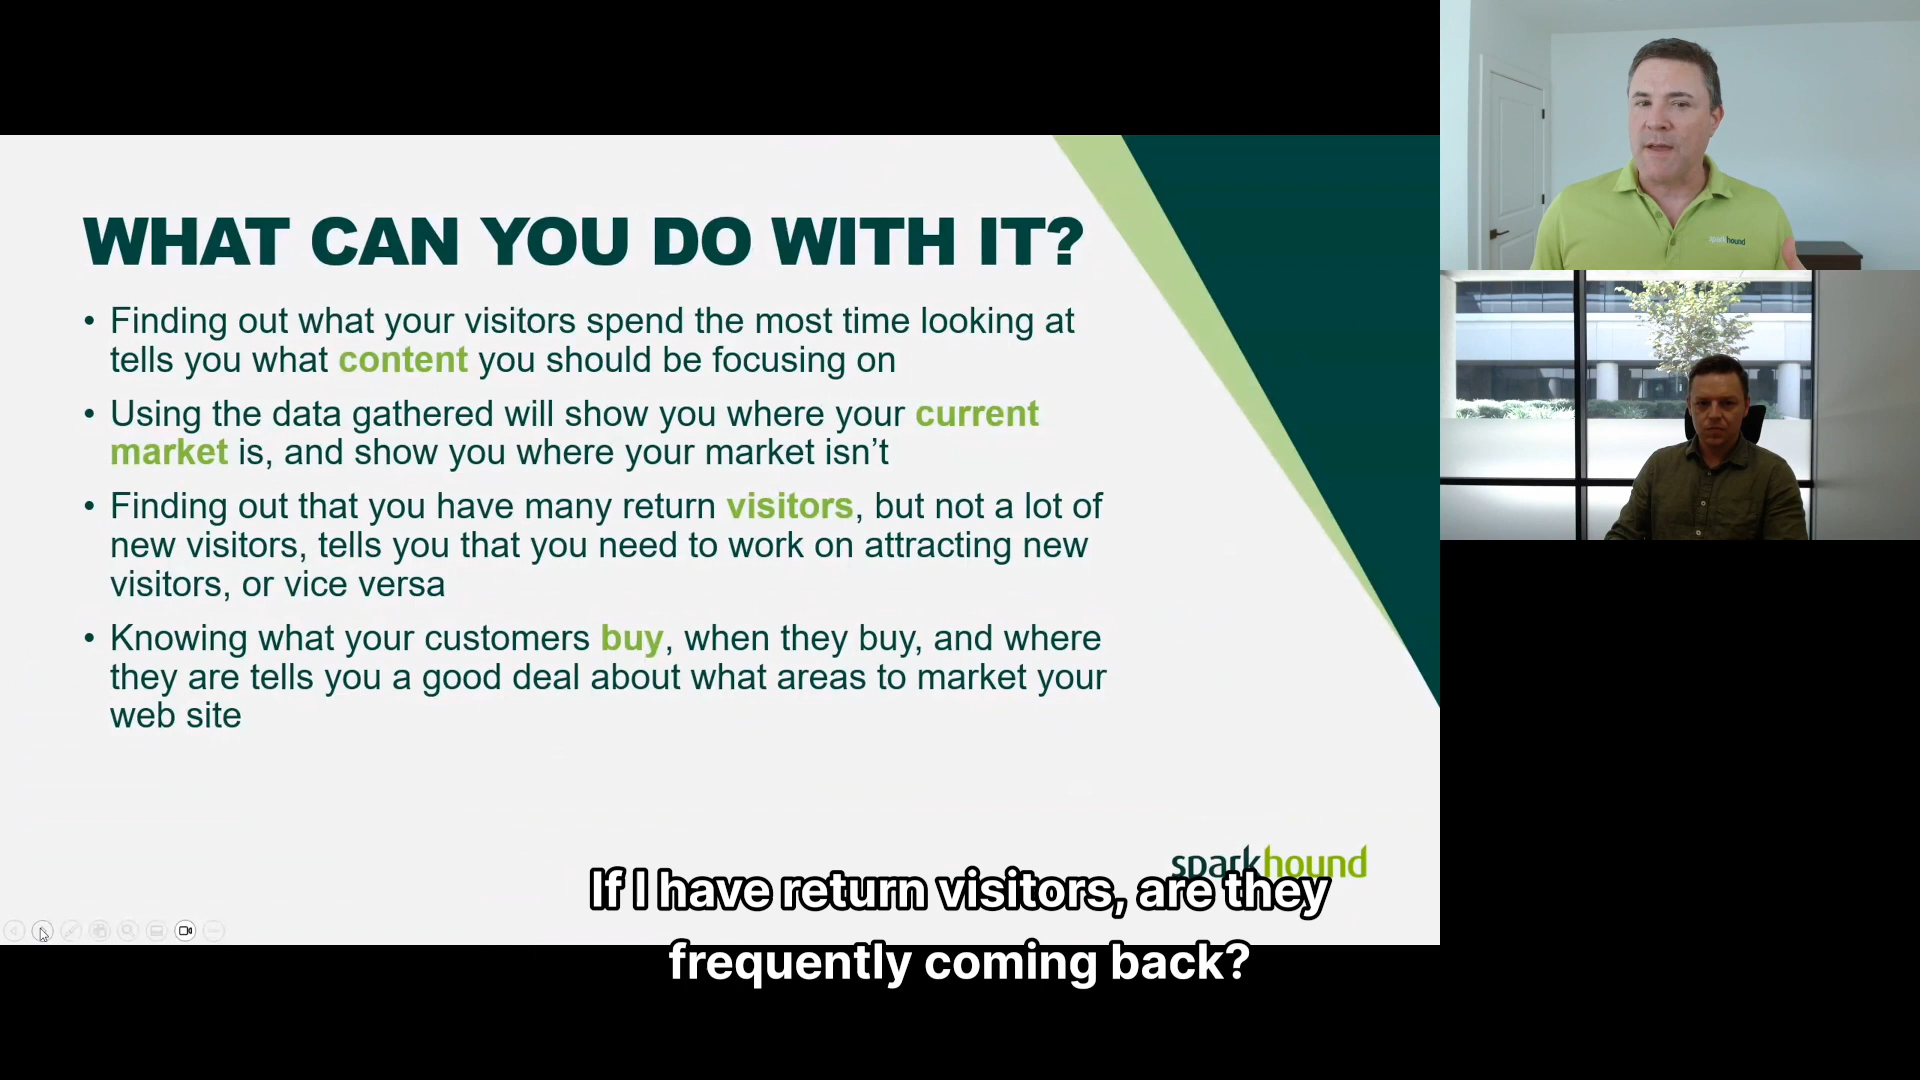 WHAT CAN YOU DO WITH IT?
• Finding out what your visitors spend the most time looking at
tells you what content you should be focusing on
• Using the data gathered will show you where your current
market is, and show you where your market isn’t
• Finding out that you have many return visitors, but not a lot of
new visitors, tells you that you need to work on attracting new
visitors, or vice versa
• Knowing what your customers buy, when they buy, and where
they are tells you a good deal about what areas to market your
web site
sparkhound
If I have return visitors, are they
frequently coming back?
sparkhound